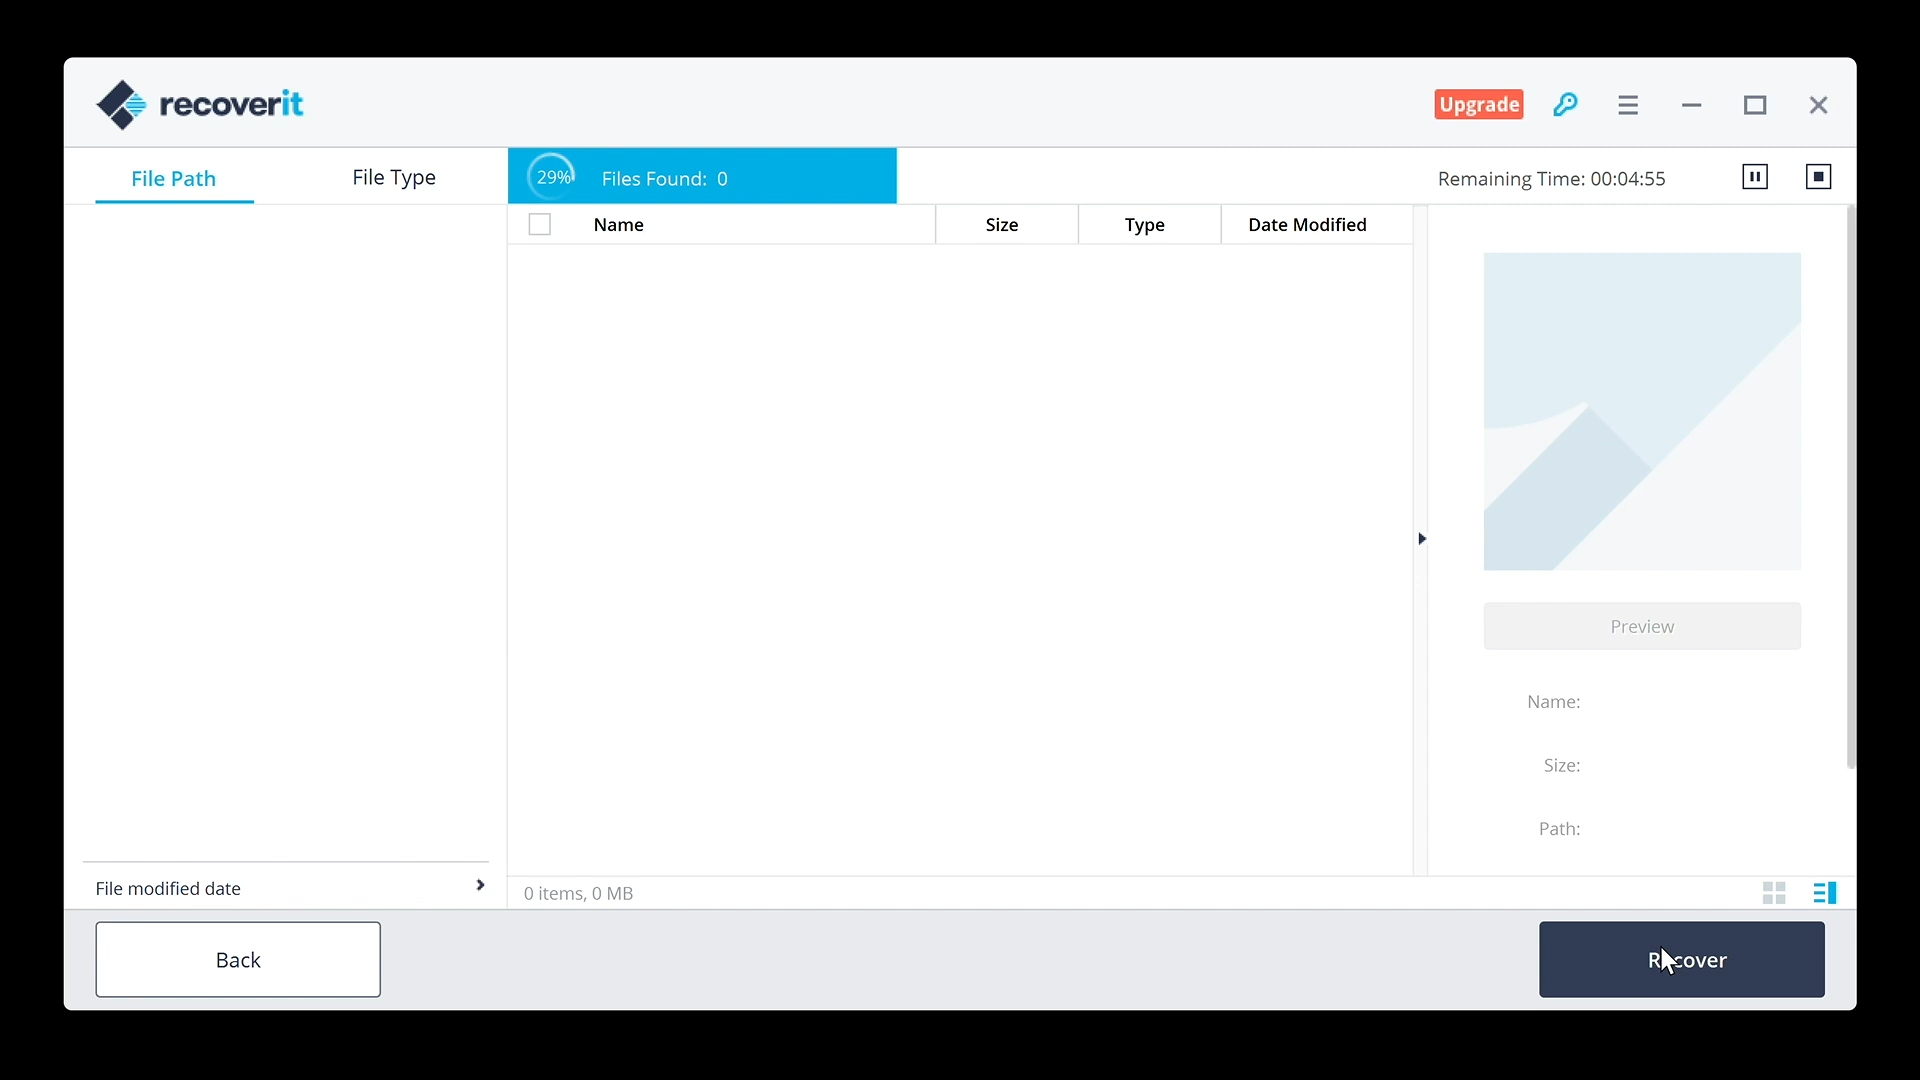 recoverit
Upgrade
File Path
File Type
29%
Files Found: 0
Remaining Time: 00:04:55
Name
Size
Type
Date Modified
Preview
Name:
Size:
Path:
File modified date
0 items, 0 MB
Back
Recover